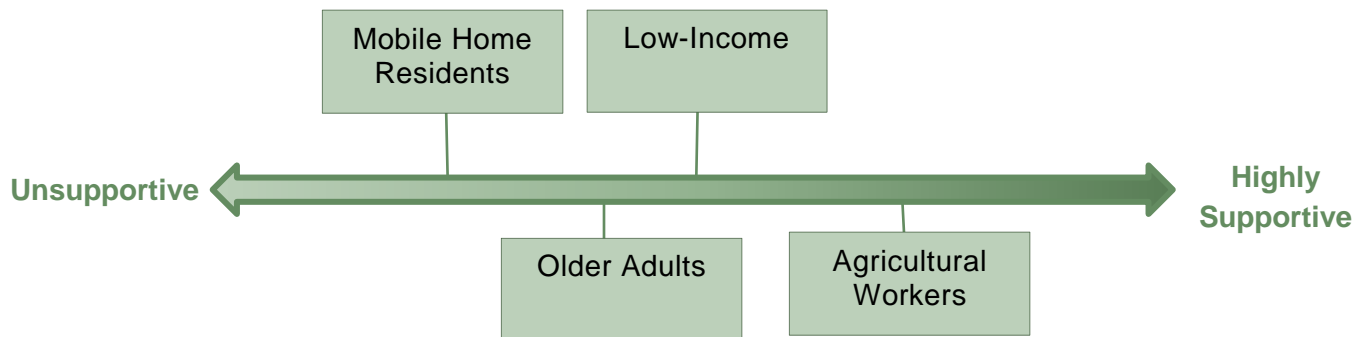 Mobile Home
Residents
Low-Income
Unsupportive
Highly
Supportive
Older Adults
Agricultural
Workers